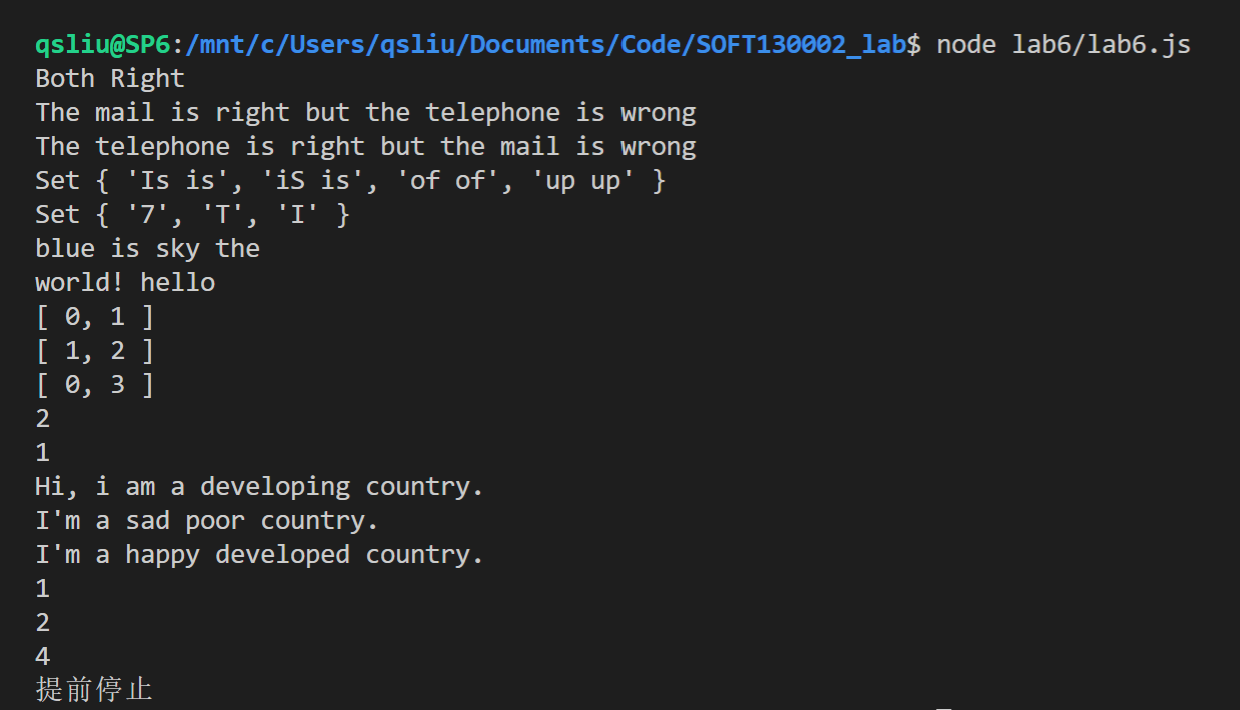 qsliu@SP6:/mnt/c/Users/qsliu/Documents/Code/SOFT130002_lab$ node lab6/lab6.js
Both Right
The mail is right but the telephone is wrong
The telephone is right but the mail is wrong
Set { 'Is is', 'iS is', 'of of', 'up up' }
Set { '7', 'T', 'I' }
blue is sky the
world! hello
[ 0, 1 ]
[ 1, 2 ]
[ 0, 3 ]
2
1
Hi, i am a developing country.
I'm a sad poor country.
I'm a happy developed country.
1
2
4
提前停止